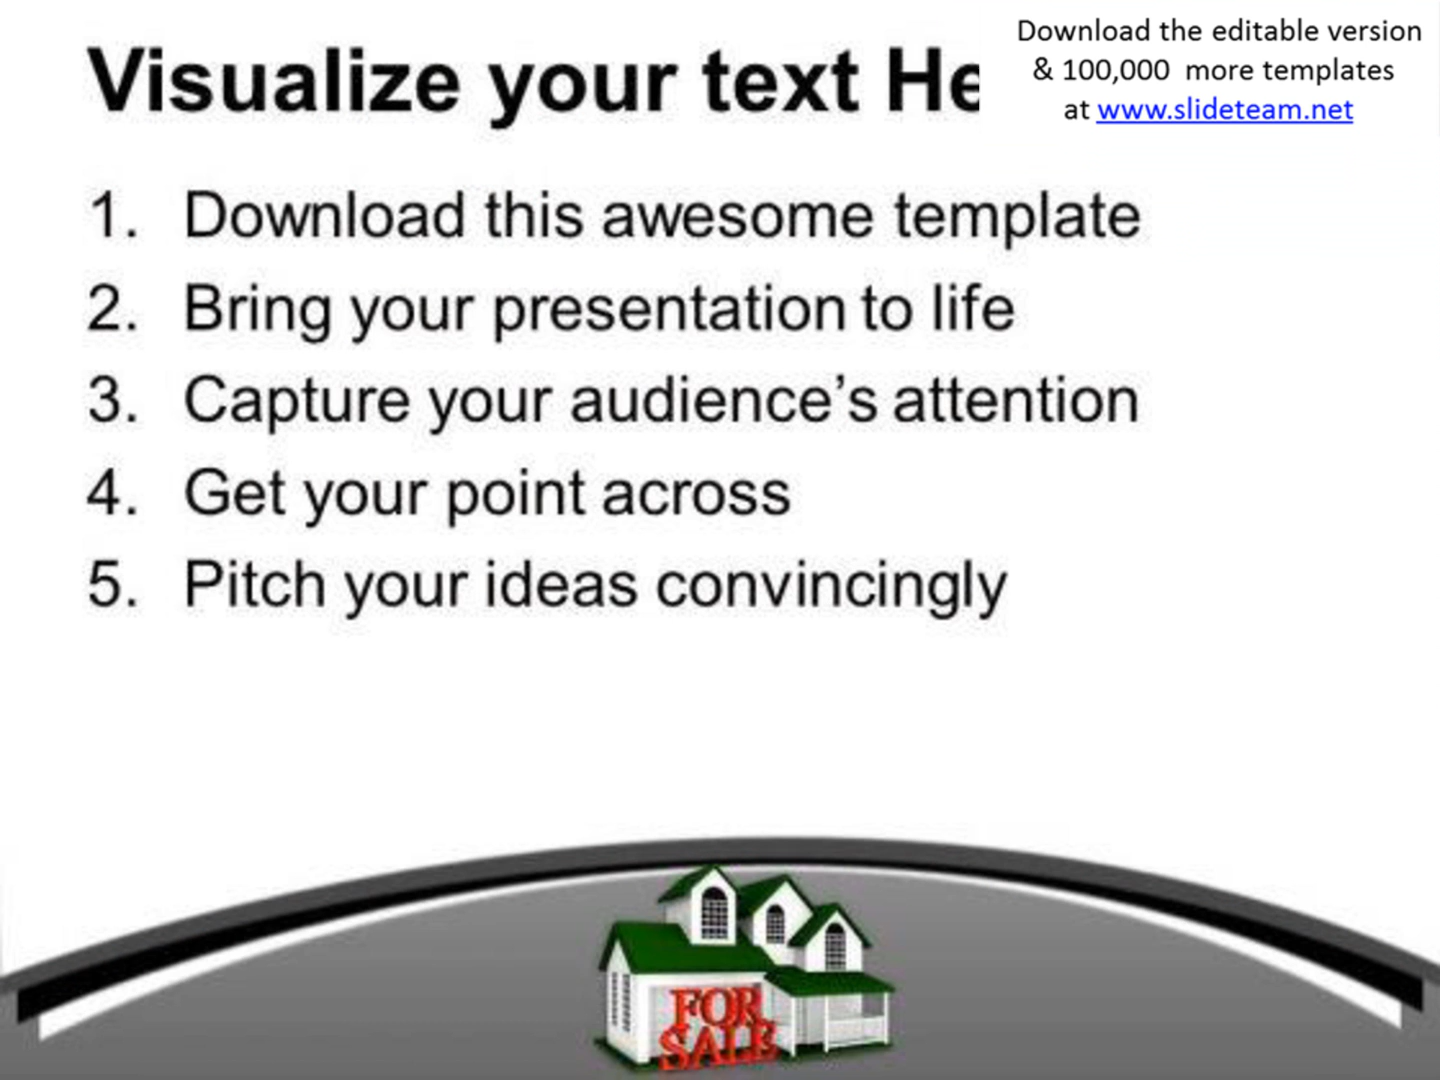 Visualize your text He
Download the editable version
& 100,000 more templates
at www.slideteam.net
1. Download this awesome template
2. Bring your presentation to life
3. Capture your audience’s attention
4. Get your point across
5. Pitch your ideas convincingly
FOR
SALE